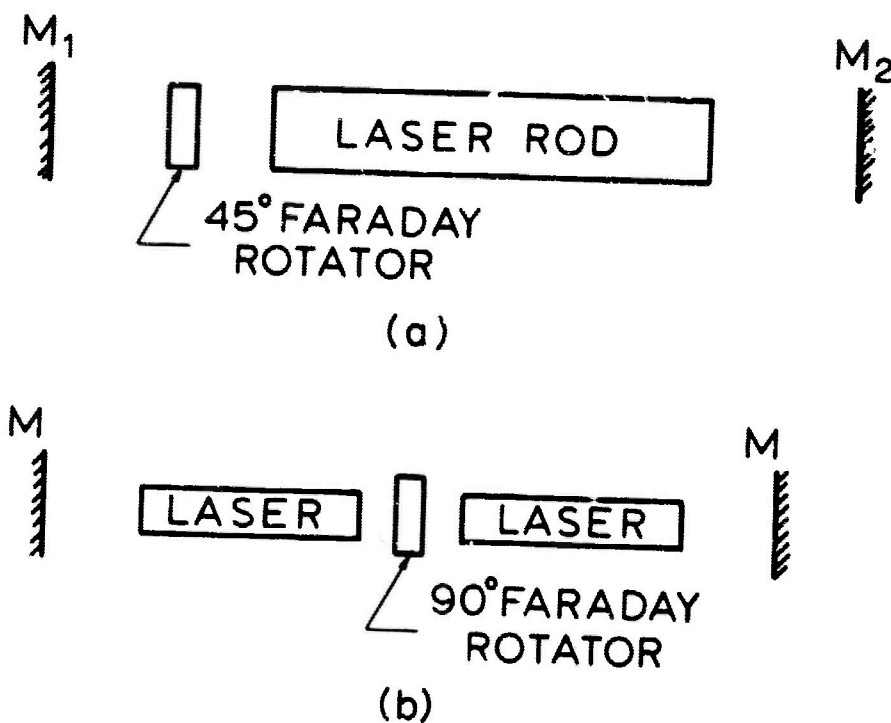 M₁
M₂
LASER ROD
45° FARADAY
ROTATOR
(a)
M
M
LASER
LASER
90° FARADAY
ROTATOR
(b)